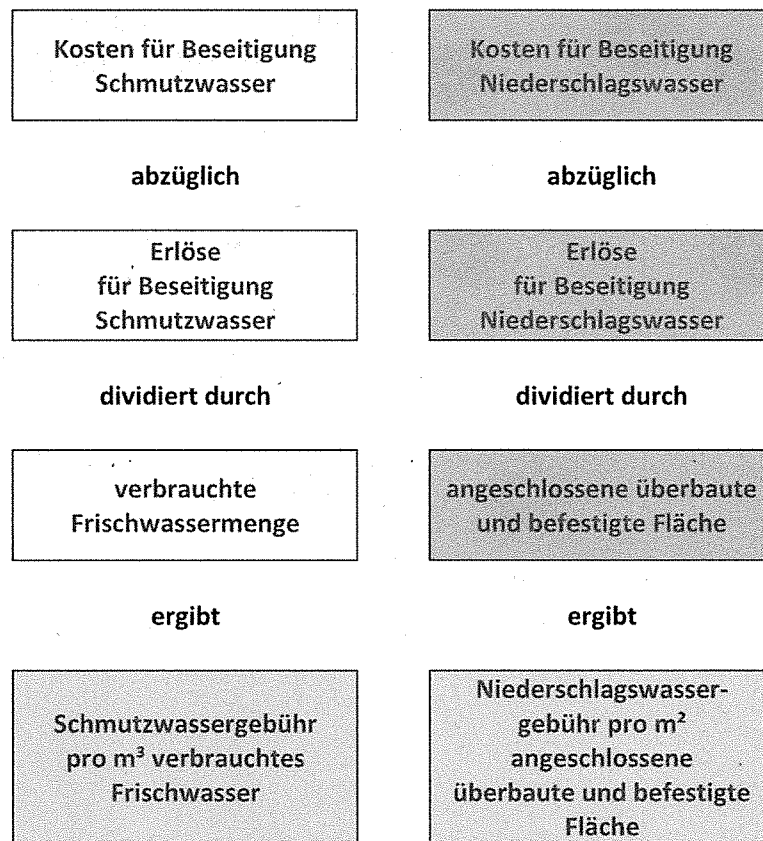 Kosten für Beseitigung
Schmutzwasser
abzüglich
Erlöse
für Beseitigung
Schmutzwasser
dividiert durch
verbrauchte
Frischwassermenge
ergibt
Schmutzwassergebühr
pro m³ verbrauchtes
Frischwasser
Kosten für Beseitigung
Niederschlagswasser
abzüglich
Erlöse
für Beseitigung
Niederschlagswasser
dividiert durch
angeschlossene überbaute
und befestigte Fläche
ergibt
Niederschlagswasser-
gebühr pro m²
angeschlossene
überbaute und befestigte
Fläche